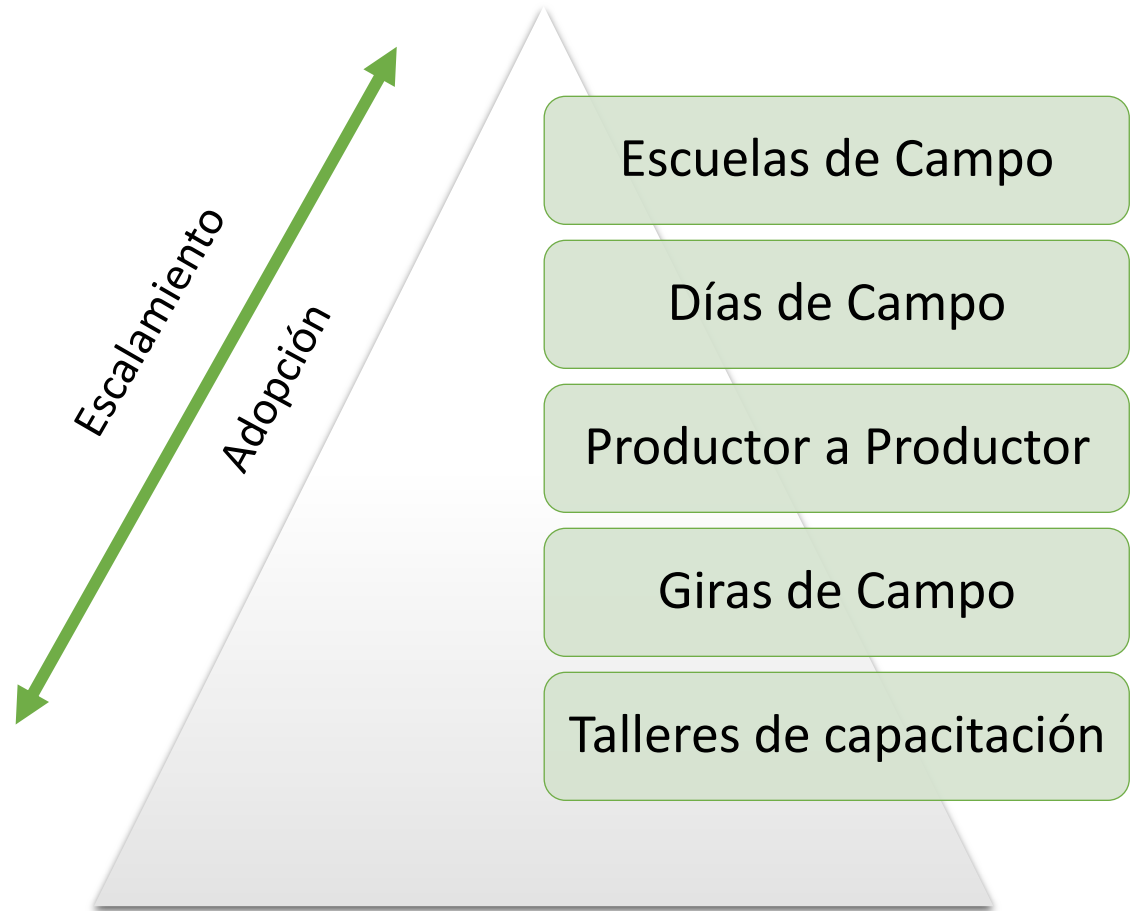 Escalamiento
Adopción
Escuelas de Campo
Días de Campo
Productor a Productor
Giras de Campo
Talleres de capacitación